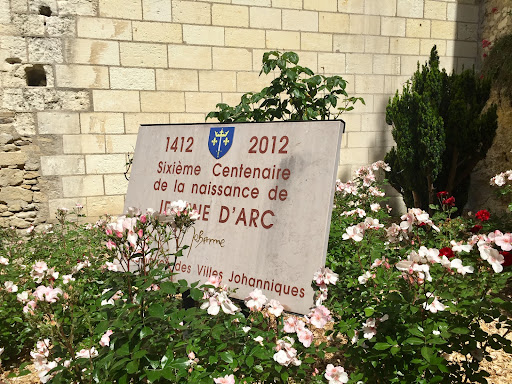 1412 2012
Sixième Centenaire
de la naissance de
D'ARC
des Villes Johanniques